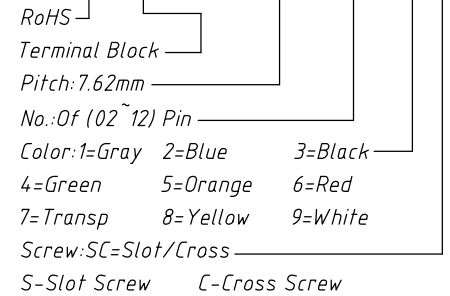 RoHS
Terminal Block
Pitch:7.62mm
No.:Of (02~12) Pin
Color:1=Gray 2=Blue 3=Black
4=Green 5=Orange 6=Red
7=Transp 8=Yellow 9=White
Screw:SC=Slot/Cross
S-Slot Screw C-Cross Screw